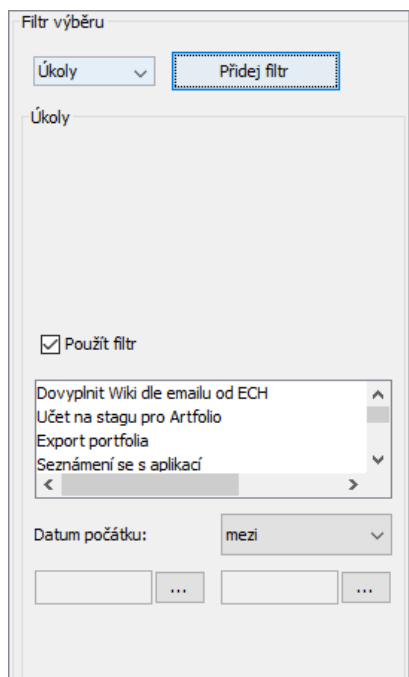 Filtr výběru
Úkoly
Přidej filtr
Úkoly
Použít filtr
Dovyplnit Wiki dle emailu od ECH
Učet na stagu pro Artfolio
Export portfolia
Seznámení se s aplikací
Datum počátku:
mezi
...
...